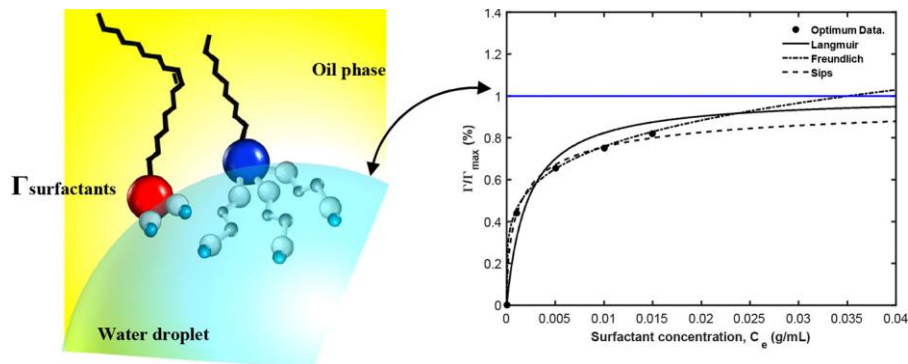 Oil phase
Γsurfactants
Water droplet
1.4
1.2
1
0.8
0.6
0.4
0.2
0
Γ/Γmax (%)
Optimum Data.
Langmuir
Freundlich
Sips
0 0.005 0.01 0.015 0.02 0.025 0.03 0.035 0.04
Surfactant concentration, C e (g/mL)